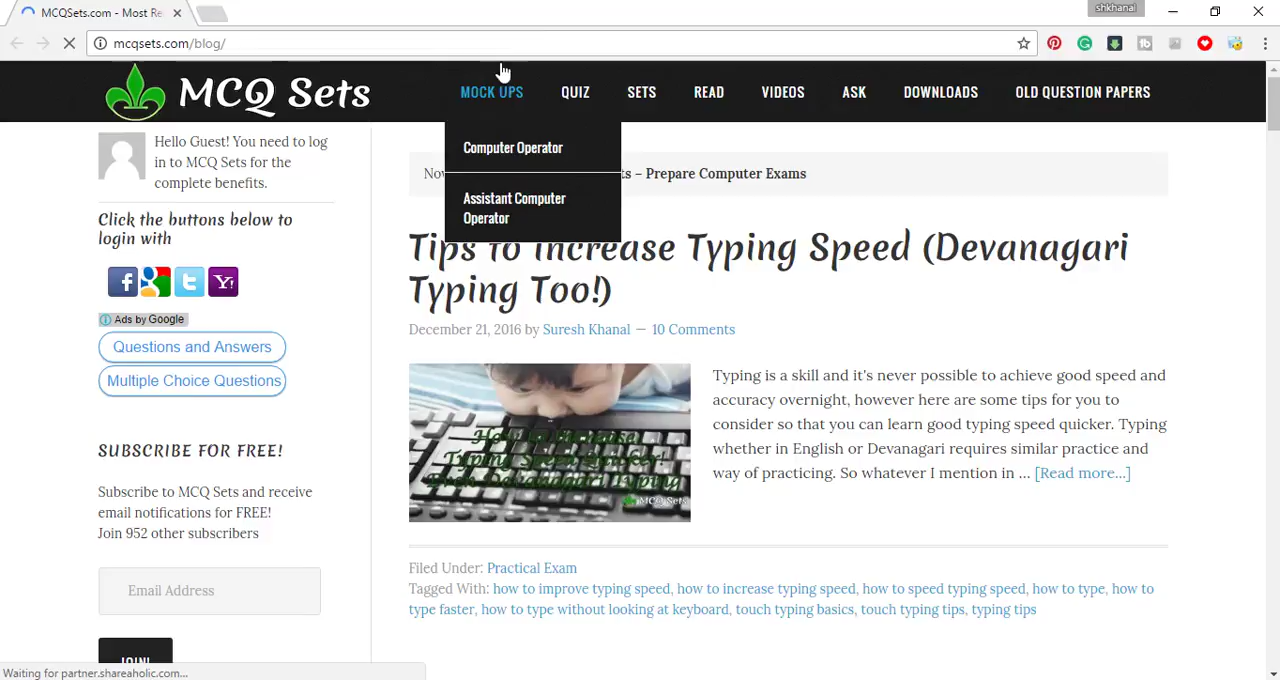 MCQSets.com - Most Re
shkhanal
mcqsets.com/blog/
MCQ Sets
MOCK UPS
QUIZ
SETS
READ
VIDEOS
ASK
DOWNLOADS
OLD QUESTION PAPERS
Computer Operator
Assistant Computer
Operator
Hello Guest! You need to log
in to MCQ Sets for the
complete benefits.
Click the buttons below to
login with
Ads by Google
Questions and Answers
Multiple Choice Questions
SUBSCRIBE FOR FREE!
Subscribe to MCQ Sets and receive
email notifications for FREE!
Join 952 other subscribers
Email Address
JOIN!
– Prepare Computer Exams
Tips to Increase Typing Speed (Devanagari
Typing Too!)
December 21, 2016 by Suresh Khanal — 10 Comments
Typing Speed Quicker!
MCQ Sets
Typing is a skill and it's never possible to achieve good speed and
accuracy overnight, however here are some tips for you to
consider so that you can learn good typing speed quicker. Typing
whether in English or Devanagari requires similar practice and
way of practicing. So whatever I mention in ... [Read more...]
Filed Under: Practical Exam
Tagged With: how to improve typing speed, how to increase typing speed, how to speed typing speed, how to type, how to
type faster, how to type without looking at keyboard, touch typing basics, touch typing tips, typing tips
Waiting for partner.shareaholic.com...